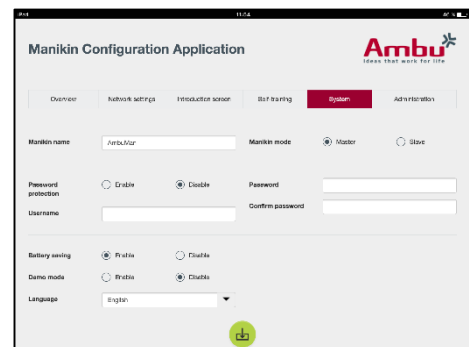 iPad 11:34
Manikin Configuration Application
Ambu
Ideas that work for life
Overview Network settings Introduction screen Self-training System Administration
Manikin name AmbuMan Manikin mode Master Slave
Password protection Enable Disable Password
Username Confirm password
Battery saving Enable Disable
Demo mode Enable Disable
Language English